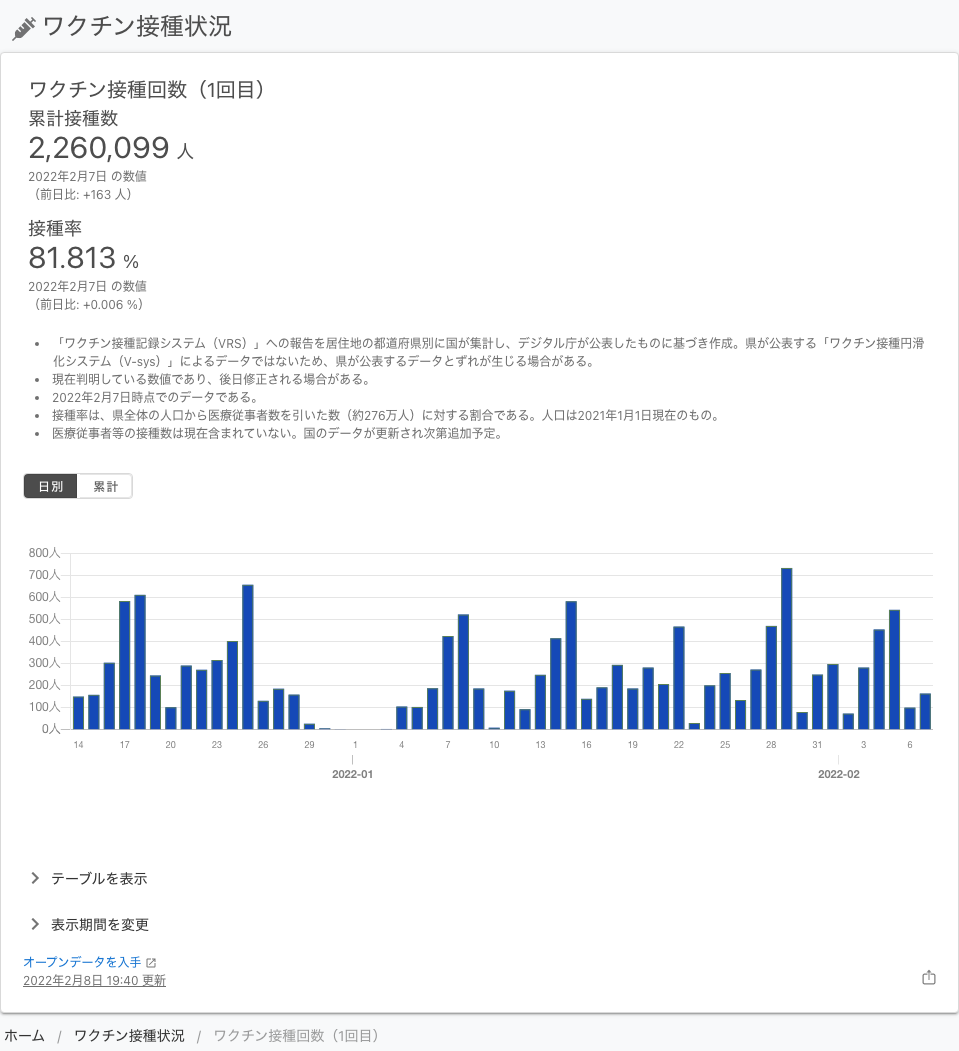 ワクチン接種状況
ワクチン接種回数（1回目）
累計接種数
2,260,099 人
2022年2月7日 の数値
（前日比: +163 人）
接種率
81.813 %
2022年2月7日 の数値
（前日比: +0.006 %）
• 「ワクチン接種記録システム（VRS）」への報告を居住地の都道府県別に国が集計し、デジタル庁が公表したものに基づき作成。県が公表する「ワクチン接種円滑
化システム（V-sys）」によるデータではないため、県が公表するデータとずれが生じる場合がある。
• 現在判明している数値であり、後日修正される場合がある。
• 2022年2月7日時点でのデータである。
• 接種率は、県全体の人口から医療従事者数を引いた数（約276万人）に対する割合である。人口は2021年1月1日現在のもの。
• 医療従事者等の接種数は現在含まれていない。国のデータが更新され次第追加予定。
日別 累計
800人
700人
600人
500人
400人
300人
200人
100人
0人
14 17 20 23 26 29 1 4 7 10 13 16 19 22 25 28 31 3 6
2022-01 2022-02
テーブルを表示
表示期間を変更
オープンデータを入手
2022年2月8日 19:40 更新
ホーム / ワクチン接種状況 / ワクチン接種回数（1回目）